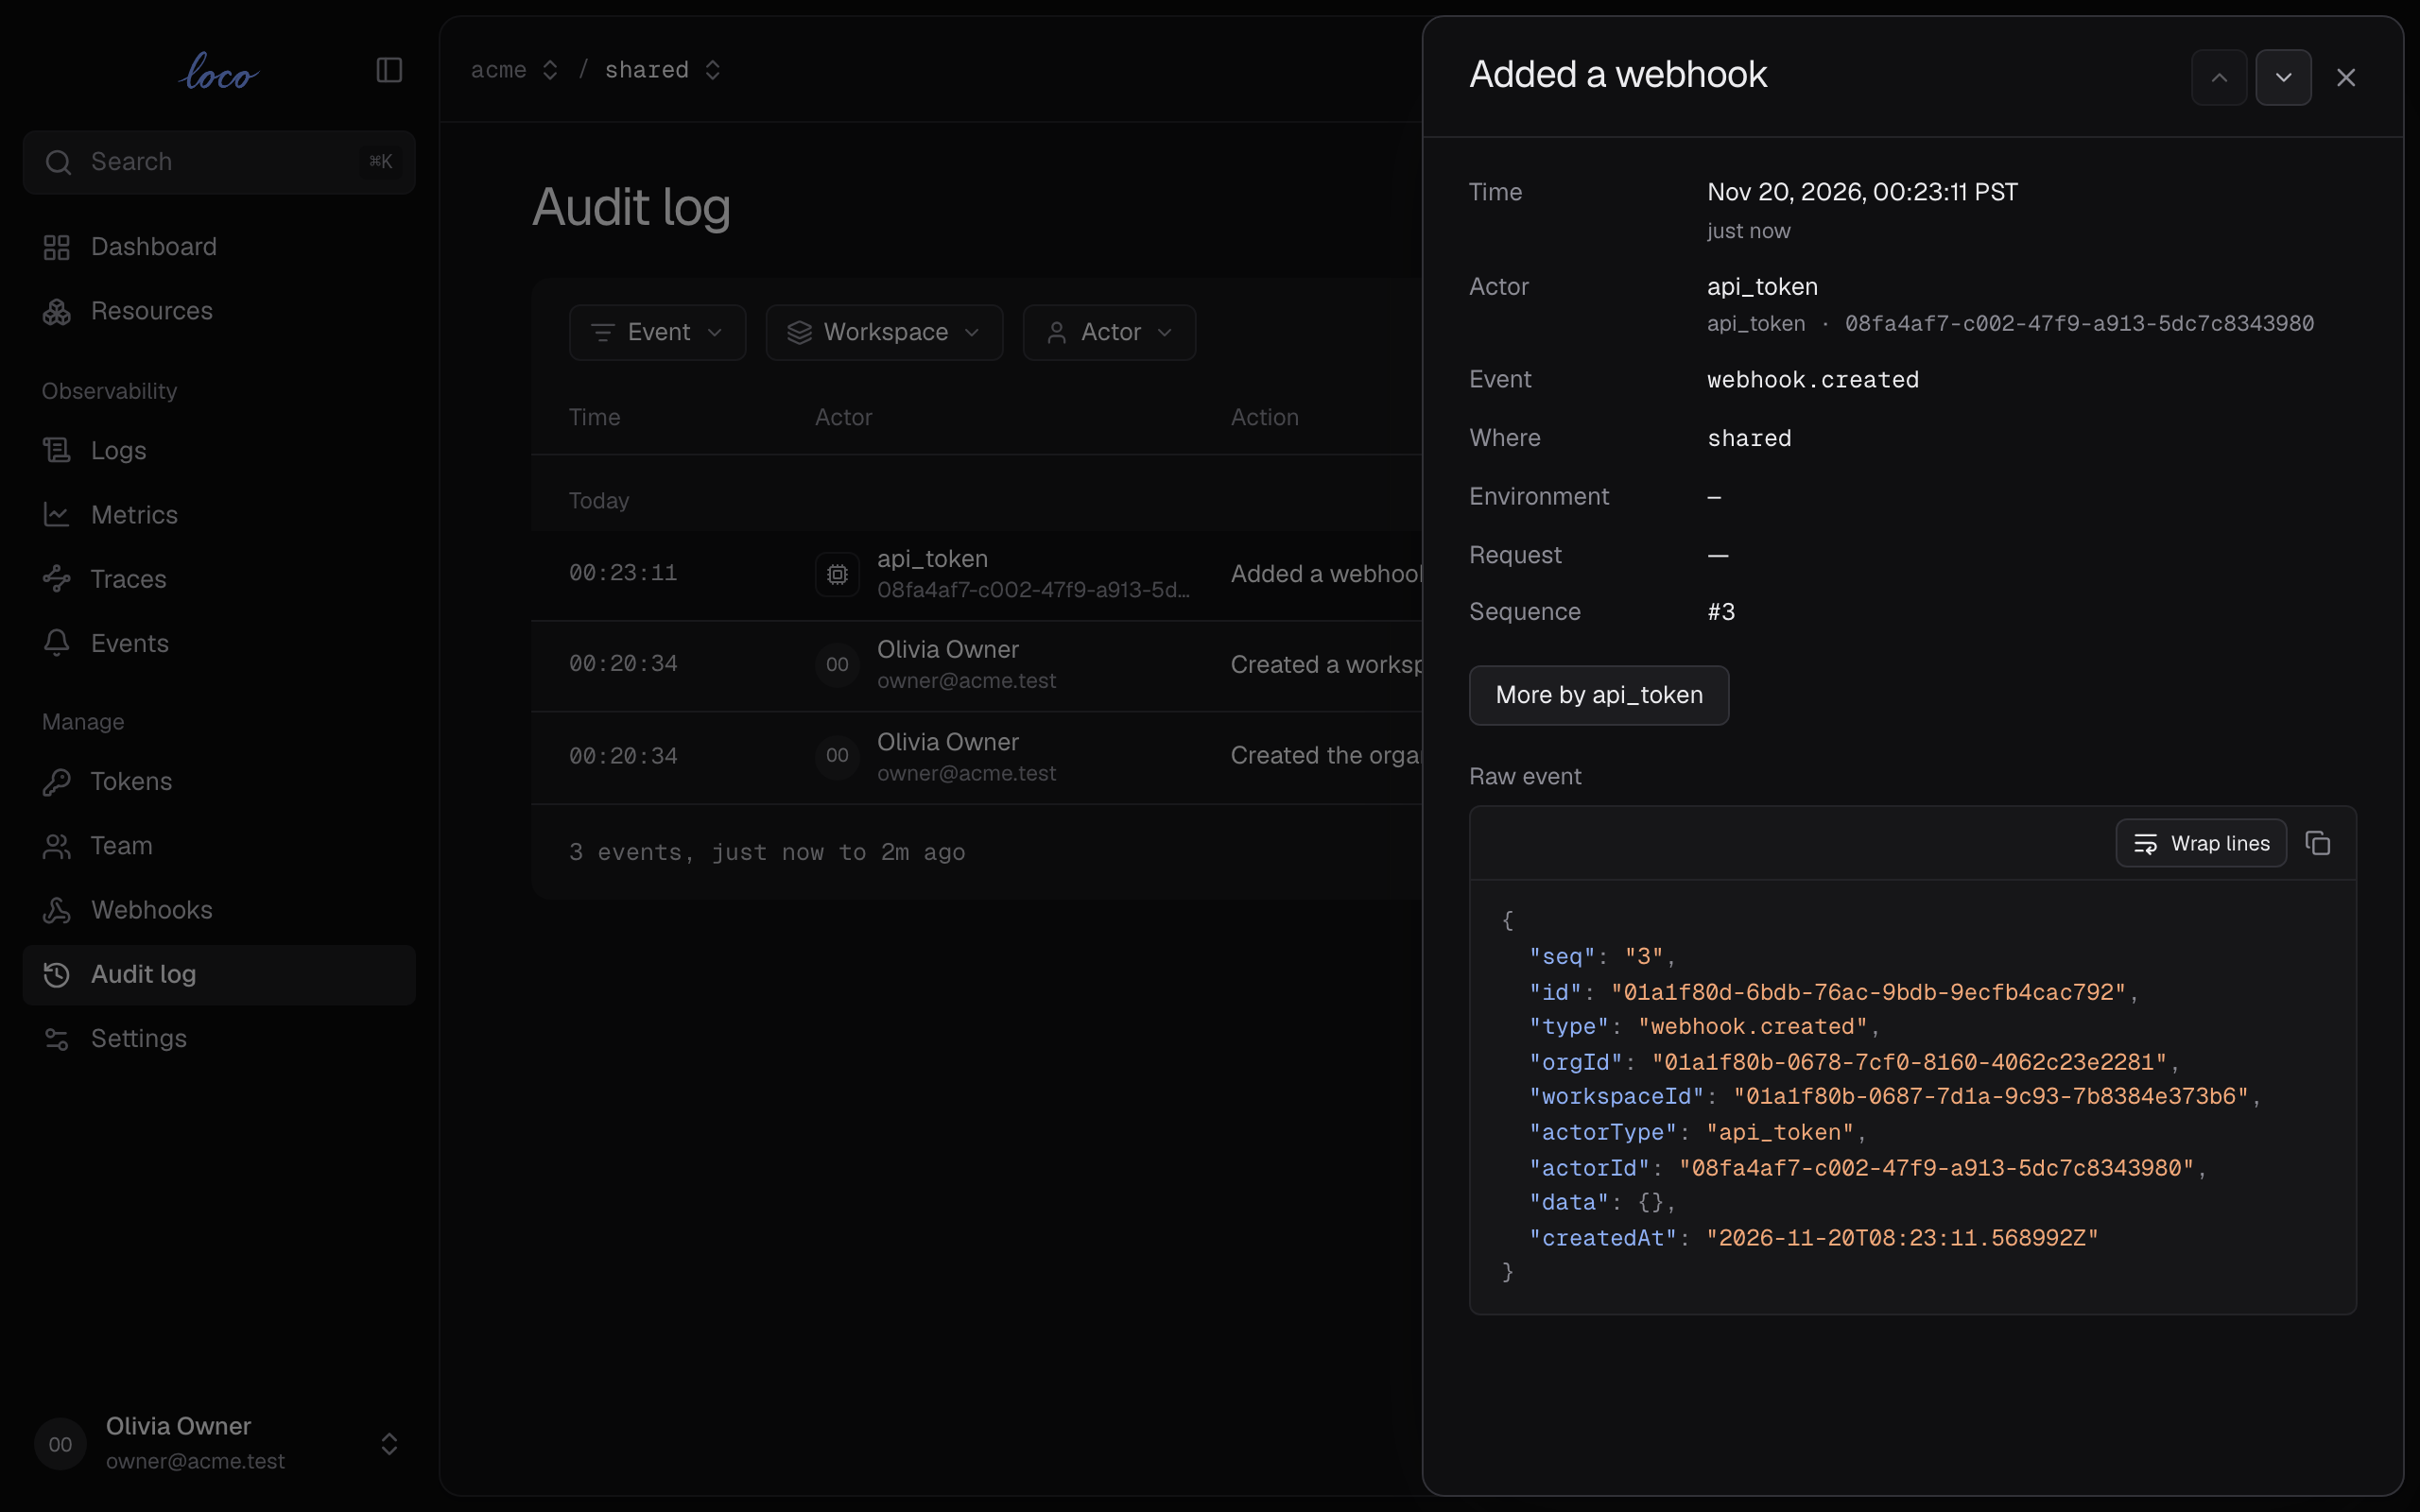 loco
Search ⌘K
Dashboard
Resources
Observability
Logs
Metrics
Traces
Events
Manage
Tokens
Team
Webhooks
Audit log
Settings
OO
Olivia Owner
owner@acme.test
acme / shared
Audit log
Event Workspace Actor
Time Actor Action
Today
00:23:11 api_token Added a webhook
08fa4af7-c002-47f9-a913-5d…
00:20:34 OO Olivia Owner Created a worksp
owner@acme.test
00:20:34 OO Olivia Owner Created the orga
owner@acme.test
3 events, just now to 2m ago
Added a webhook
Time Nov 20, 2026, 00:23:11 PST
just now
Actor api_token
api_token · 08fa4af7-c002-47f9-a913-5dc7c8343980
Event webhook.created
Where shared
Environment –
Request —
Sequence #3
More by api_token
Raw event
Wrap lines
{
"seq": "3",
"id": "01a1f80d-6bdb-76ac-9bdb-9ecfb4cac792",
"type": "webhook.created",
"orgId": "01a1f80b-0678-7cf0-8160-4062c23e2281",
"workspaceId": "01a1f80b-0687-7d1a-9c93-7b8384e373b6",
"actorType": "api_token",
"actorId": "08fa4af7-c002-47f9-a913-5dc7c8343980",
"data": {},
"createdAt": "2026-11-20T08:23:11.568992Z"
}